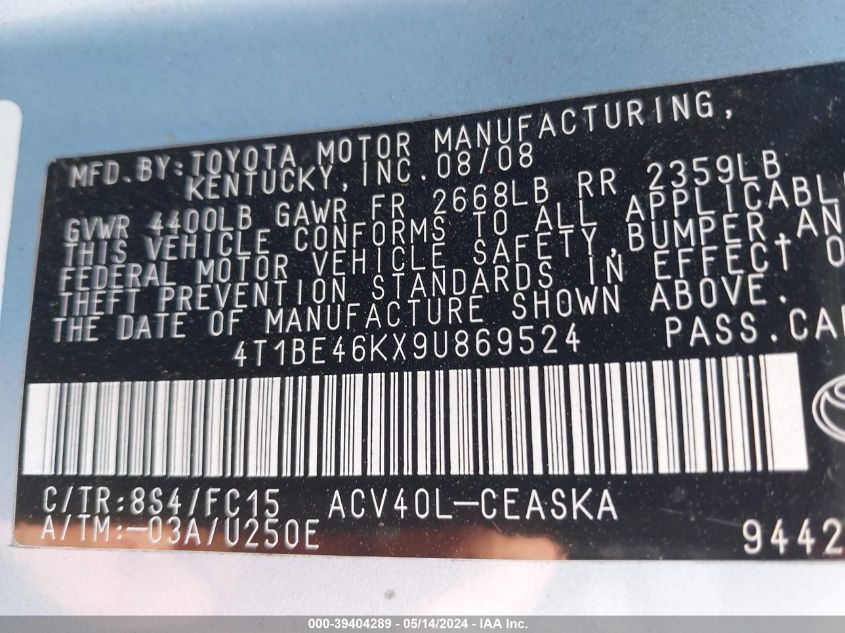 MFD.BY:TOYOTA MOTOR MANUFACTURING,
KENTUCKY, INC. 08/08
GVWR 4400LB GAWR FR 2668LB RR 2359LB
THIS VEHICLE CONFORMS TO ALL APPLICABLE
FEDERAL MOTOR VEHICLE SAFETY,BUMPER,AN
THEFT PREVENTION STANDARDS IN EFFECT O
THE DATE OF MANUFACTURE SHOWN ABOVE.
4T1BE46KX9U869524 PASS.CA
C/TR:8S4/FC15 ACV40L-CEASKA
A/TM:-03A/U250E 9442
000-39404289 - 05/14/2024 - IAA Inc.